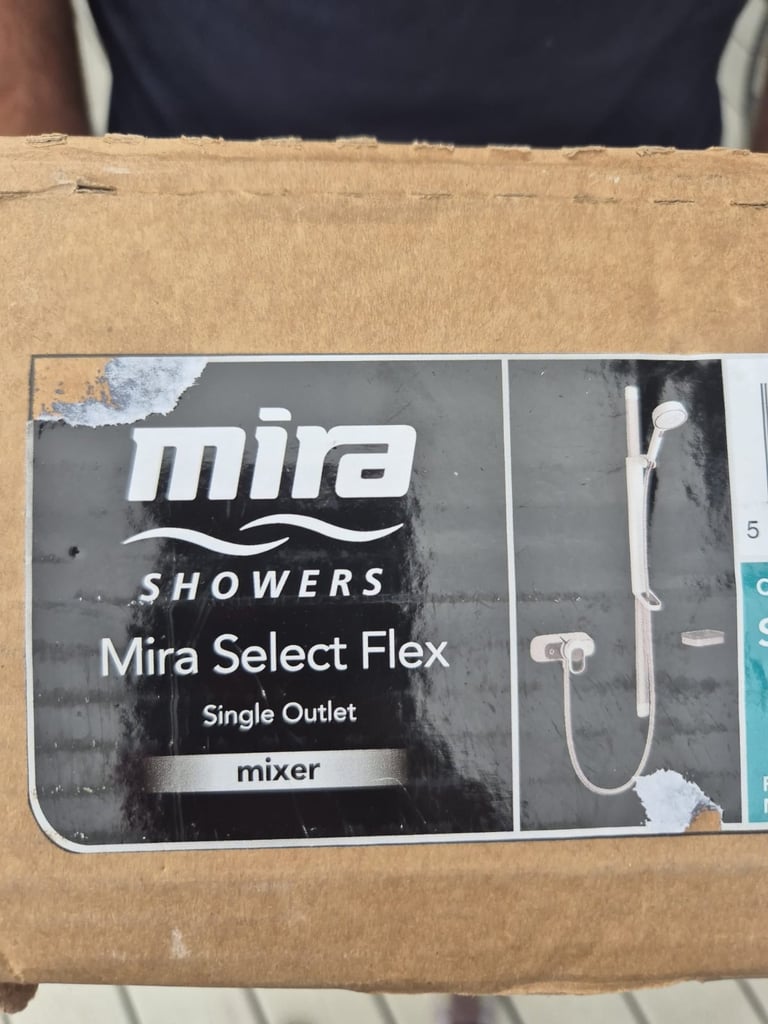 mira
SHOWERS
Mira Select Flex
Single Outlet
mixer
5